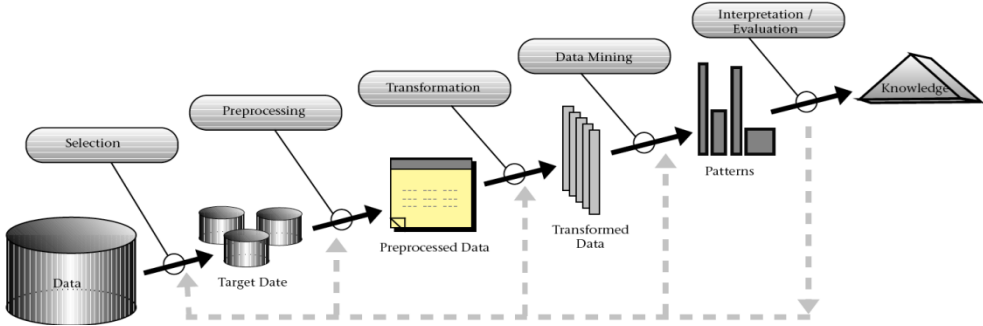 Interpretation /
Evaluation
Data Mining
Transformation
Preprocessing
Selection
Data
Target Date
Preprocessed Data
Transformed
Data
Patterns
Knowledge